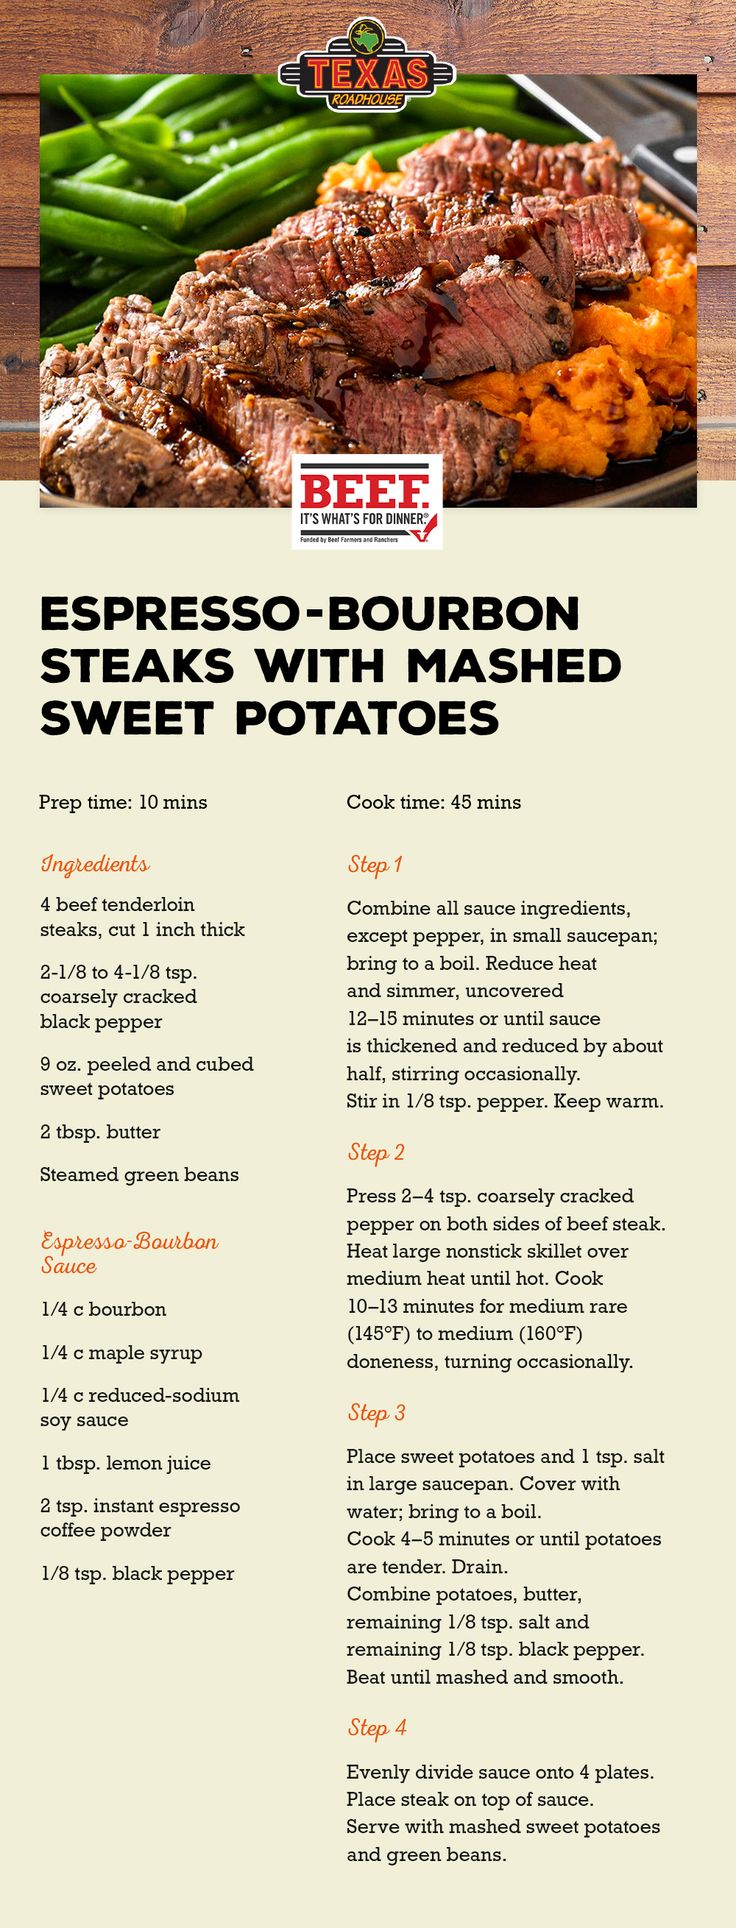 TEXAS
ROADHOUSE
BEEF.
IT'S WHAT'S FOR DINNER.®
Funded by Beef Farmers and Ranchers
ESPRESSO-BOURBON
STEAKS WITH MASHED
SWEET POTATOES
Prep time: 10 mins
Ingredients
4 beef tenderloin
steaks, cut 1 inch thick
2-1/8 to 4-1/8 tsp.
coarsely cracked
black pepper
9 oz. peeled and cubed
sweet potatoes
2 tbsp. butter
Steamed green beans
Espresso-Bourbon
Sauce
1/4 c bourbon
1/4 c maple syrup
1/4 c reduced-sodium
soy sauce
1 tbsp. lemon juice
2 tsp. instant espresso
coffee powder
1/8 tsp. black pepper
Cook time: 45 mins
Step 1
Combine all sauce ingredients,
except pepper, in small saucepan;
bring to a boil. Reduce heat
and simmer, uncovered
12–15 minutes or until sauce
is thickened and reduced by about
half, stirring occasionally.
Stir in 1/8 tsp. pepper. Keep warm.
Step 2
Press 2–4 tsp. coarsely cracked
pepper on both sides of beef steak.
Heat large nonstick skillet over
medium heat until hot. Cook
10–13 minutes for medium rare
(145°F) to medium (160°F)
doneness, turning occasionally.
Step 3
Place sweet potatoes and 1 tsp. salt
in large saucepan. Cover with
water; bring to a boil.
Cook 4–5 minutes or until potatoes
are tender. Drain.
Combine potatoes, butter,
remaining 1/8 tsp. salt and
remaining 1/8 tsp. black pepper.
Beat until mashed and smooth.
Step 4
Evenly divide sauce onto 4 plates.
Place steak on top of sauce.
Serve with mashed sweet potatoes
and green beans.